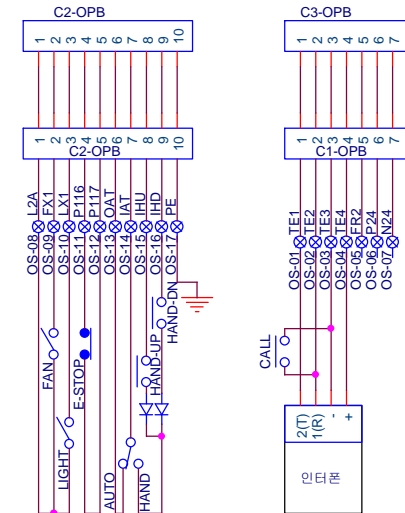 C2-OPB
C3-OPB
1 2 3 4 5 6 7 8 9 10
1 2 3 4 5 6 7
1 2 3 4 5 6 7 8 9 10
1 2 3 4 5 6 7
C2-OPB
C1-OPB
L2A FX1 LX1 P116 P117 OAT IAT IHU IHD PE
TE1 TE2 TE3 TE4 FR2 P24 N24
OS-08 OS-09 OS-10 OS-11 OS-12 OS-13 OS-14 OS-15 OS-16 OS-17
OS-01 OS-02 OS-03 OS-04 OS-05 OS-06 OS-07
HAND-DN
CALL
FAN
E-STOP
HAND-UP
LIGHT
AUTO
HAND
2(T) 1(R) - +
인터폰